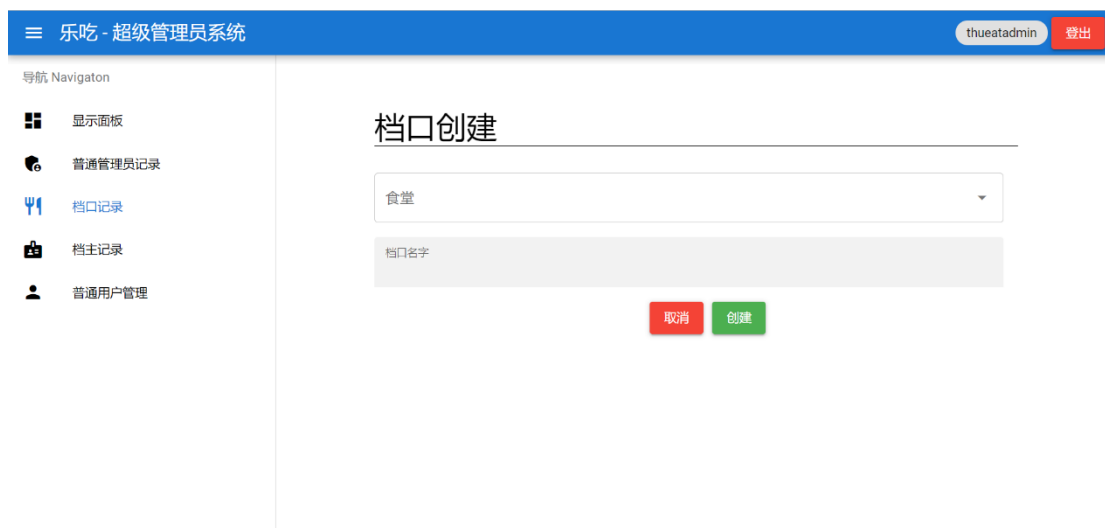 乐吃 - 超级管理员系统
thueatadmin
登出
导航 Navigaton
显示面板
普通管理员记录
档口记录
档主记录
普通用户管理
档口创建
食堂
档口名字
取消
创建